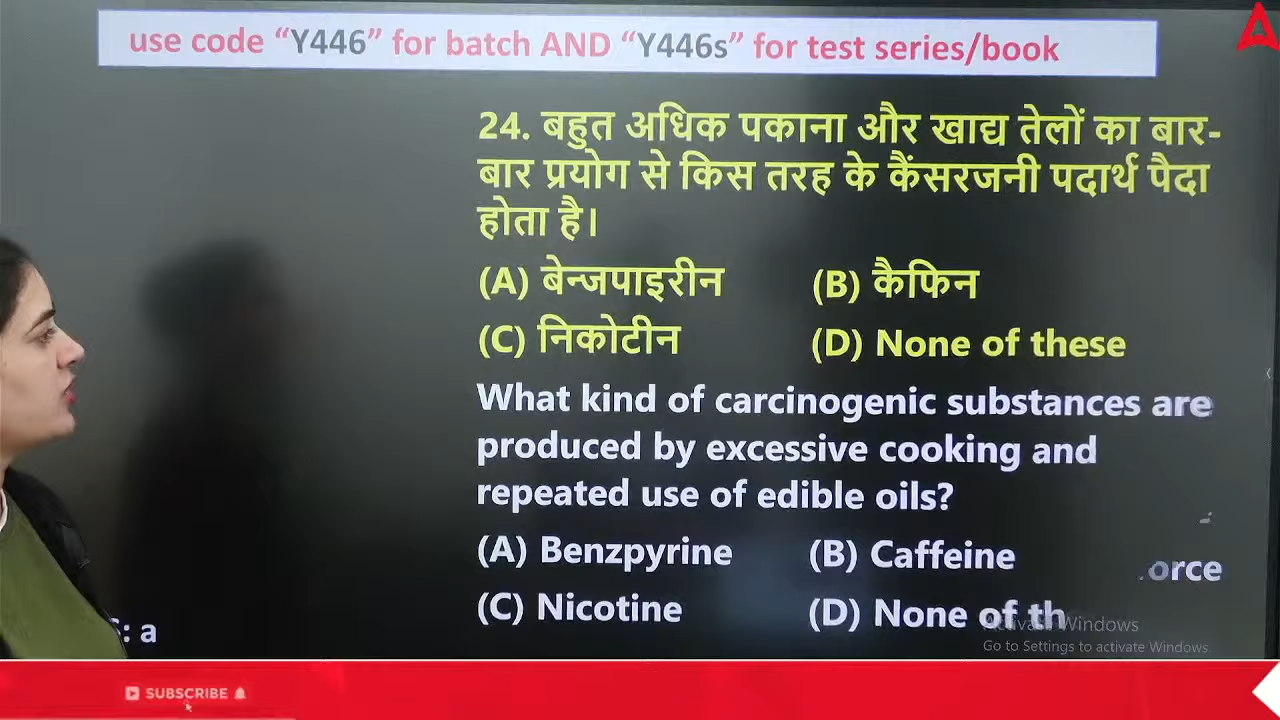 use code “Y446” for batch AND “Y446s” for test series/book
24. बहुत अधिक पकाना और खाद्य तेलों का बार-
बार प्रयोग से किस तरह के कैंसरजनी पदार्थ पैदा
होता है।
(A) बेन्जपाइरीन (B) कैफिन
(C) निकोटीन (D) None of these
What kind of carcinogenic substances are
produced by excessive cooking and
repeated use of edible oils?
(A) Benzpyrine (B) Caffeine
orce
(C) Nicotine (D) None of th
: a
Activate Windows
Go to Settings to activate Windows.
SUBSCRIBE